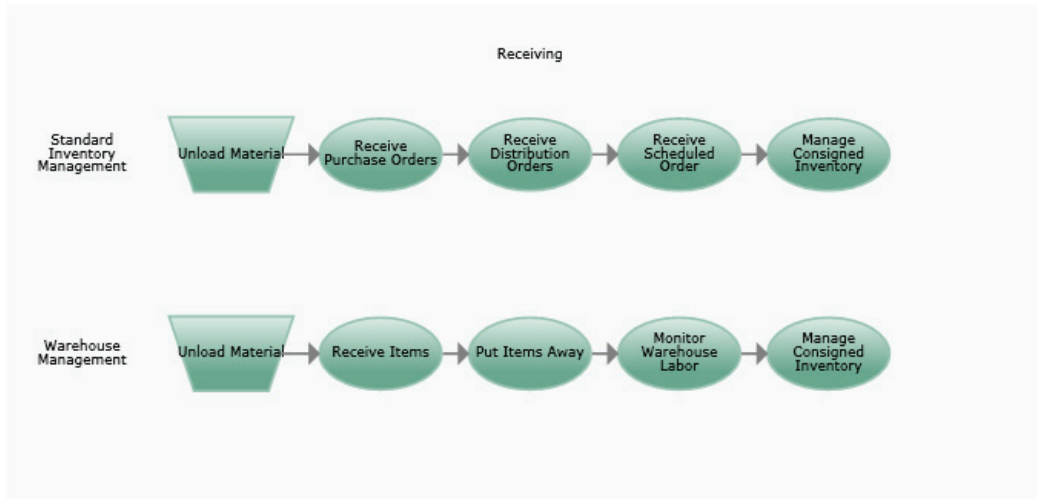 Receiving
Standard
Inventory
Management
Unload Material
Receive
Purchase Orders
Receive
Distribution
Orders
Receive
Scheduled
Order
Manage
Consigned
Inventory
Warehouse
Management
Unload Material
Receive Items
Put Items Away
Monitor
Warehouse
Labor
Manage
Consigned
Inventory